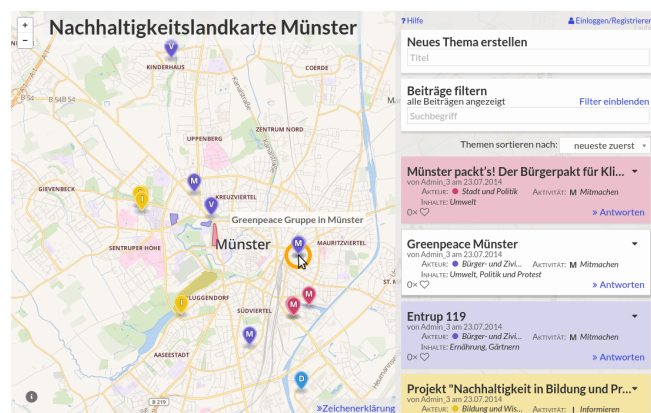 Nachhaltigkeitslandkarte Münster
+
−
V
KINDERHAUS
COERDE
B 54
B 54
B 54
Kanalstraße
ZENTRUM NORD
UPPENBERG
M
KREUZVIERTEL
GIEVENBECK
I
V
Greenpeace Gruppe in Münster
Münster
M
MAURITZVIERTEL
SENTRUPER HÖHE
I
LUGGENDORF
M
M
SÜDVIERTEL
M
AASEESTADT
D
B 219
i
»Zeichenerklärung
? Hilfe
Einloggen/Registrieren
Neues Thema erstellen
Titel
Beiträge filtern
alle Beiträgen angezeigt
Filter einblenden
Suchbegriff
Themen sortieren nach:
neueste zuerst
Münster packt's! Der Bürgerpakt für Kli...
von Admin_3 am 23.07.2014
AKTEUR: Stadt und Politik AKTIVITÄT: M Mitmachen
INHALTE: Umwelt
0× ♡
» Antworten
Greenpeace Münster
von Admin_3 am 23.07.2014
AKTEUR: Bürger- und Zivi... AKTIVITÄT: M Mitmachen
INHALTE: Umwelt, Politik und Protest
0× ♡
» Antworten
Entrup 119
von Admin_3 am 23.07.2014
AKTEUR: Bürger- und Zivi... AKTIVITÄT: M Mitmachen
INHALTE: Ernährung, Gärtnern
0× ♡
» Antworten
Projekt "Nachhaltigkeit in Bildung und Pr...
von Admin_3 am 23.07.2014
AKTEUR: Bildung und Wis... AKTIVITÄT: I Informieren